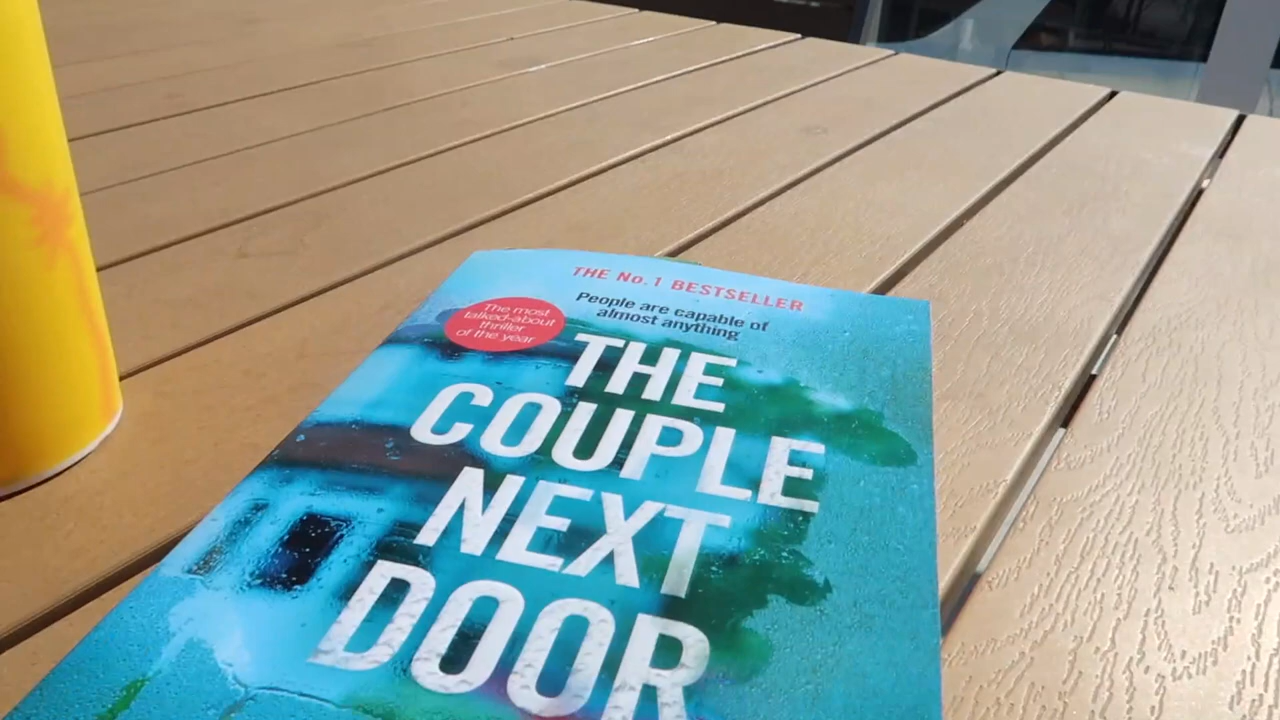 THE No.1 BESTSELLER
People are capable of
almost anything
The most
talked-about
thriller
of the year
THE
COUPLE
NEXT
DOOR